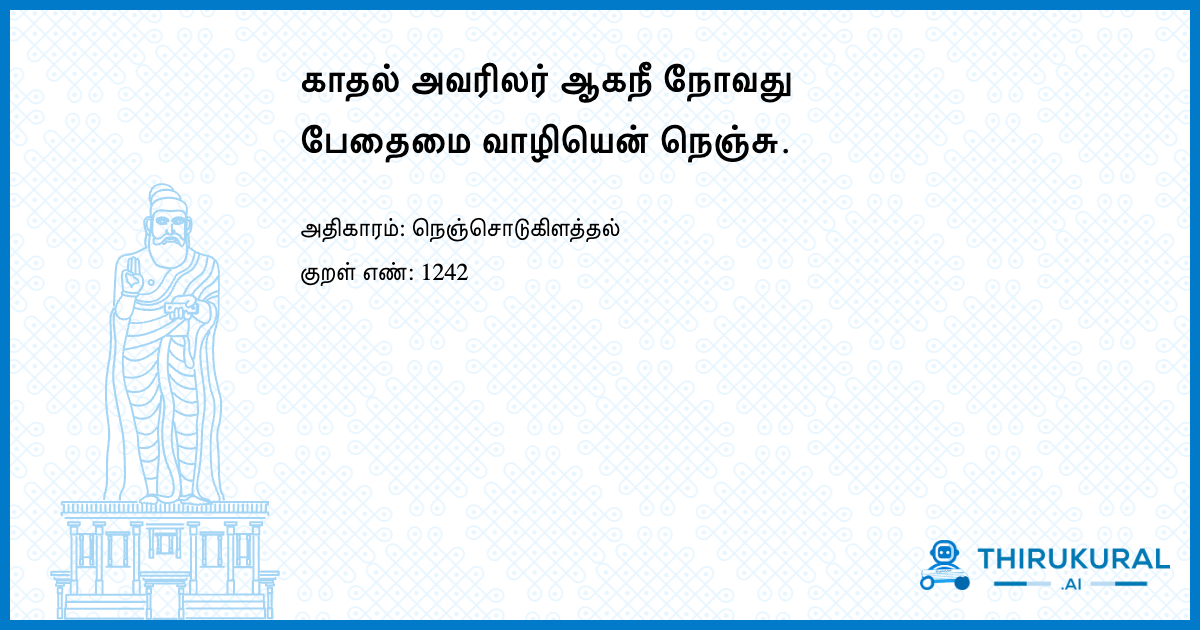 காதல் அவரிலர் ஆகநீ நோவது
பேதைமை வாழியென் நெஞ்சு.
அதிகாரம்: நெஞ்சொடுகிளத்தல்
குறள் எண்: 1242
THIRUKURAL
.AI